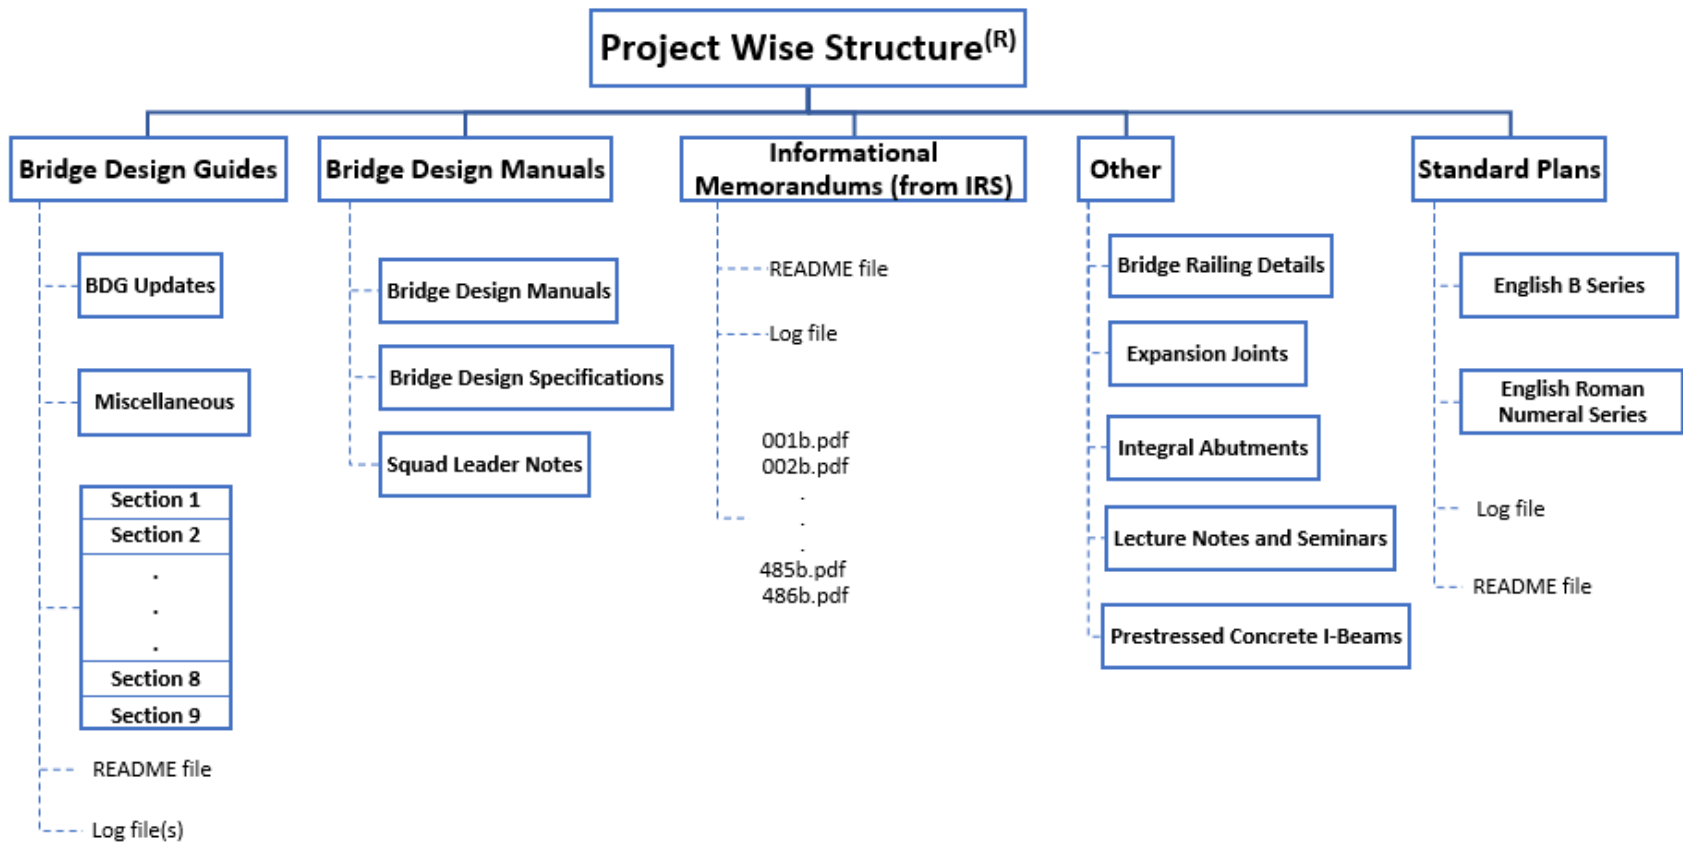 Project Wise Structure(R)
Bridge Design Guides
BDG Updates
Miscellaneous
Section 1
Section 2
.
.
.
Section 8
Section 9
README file
Log file(s)
Bridge Design Manuals
Bridge Design Manuals
Bridge Design Specifications
Squad Leader Notes
Informational
Memorandums (from IRS)
README file
Log file
001b.pdf
002b.pdf
.
.
.
485b.pdf
486b.pdf
Other
Bridge Railing Details
Expansion Joints
Integral Abutments
Lecture Notes and Seminars
Prestressed Concrete I-Beams
Standard Plans
English B Series
English Roman
Numeral Series
Log file
README file